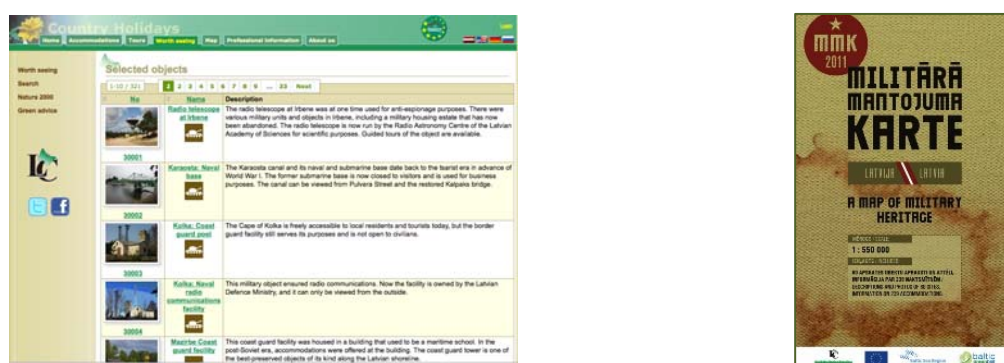 Country Holidays
Home Accommodations Tours Worth seeing Map Professional information About us
Worth seeing
Search
Natura 2000
Green advice
LC
Selected objects
1-10 / 321 1 2 3 4 5 6 7 8 9 ... 33 Next
No Name Description
Radio telescope at Irbene
The radio telescope at Irbene was at one time used for anti-espionage purposes. There were
various military units and objects in Irbene, including a military housing estate that has now
been abandoned. The radio telescope is now run by the Radio Astronomy Centre of the Latvian
Academy of Sciences for scientific purposes. Guided tours of the object are available.
30001
Karaosta: Naval base
The Karaosta canal and its naval and submarine base date back to the tsarist era in advance of
World War I. The former submarine base is now closed to visitors and is used for business
purposes. The canal can be viewed from Pulvera Street and the restored Kalpaks bridge.
30002
Kolka: Coast guard post
The Cape of Kolka is freely accessible to local residents and tourists today, but the border
guard facility still serves its purposes and is not open to civilians.
30003
Kolka: Naval radio communications facility
This military object ensured radio communications. Now the facility is owned by the Latvian
Defence Ministry, and it can only be viewed from the outside.
30004
Mazirbe Coast guard facility
This coast guard facility was housed in a building that used to be a maritime school. In the
post-Soviet era, accommodations were offered at the building. The coast guard tower is one of
the best-preserved objects of its kind along the Latvian shoreline.
MMK
2011
MILITĀRĀ
MANTOJUMA
KARTE
LATVIJA LATVIA
A MAP OF MILITARY
HERITAGE
1 : 550 000